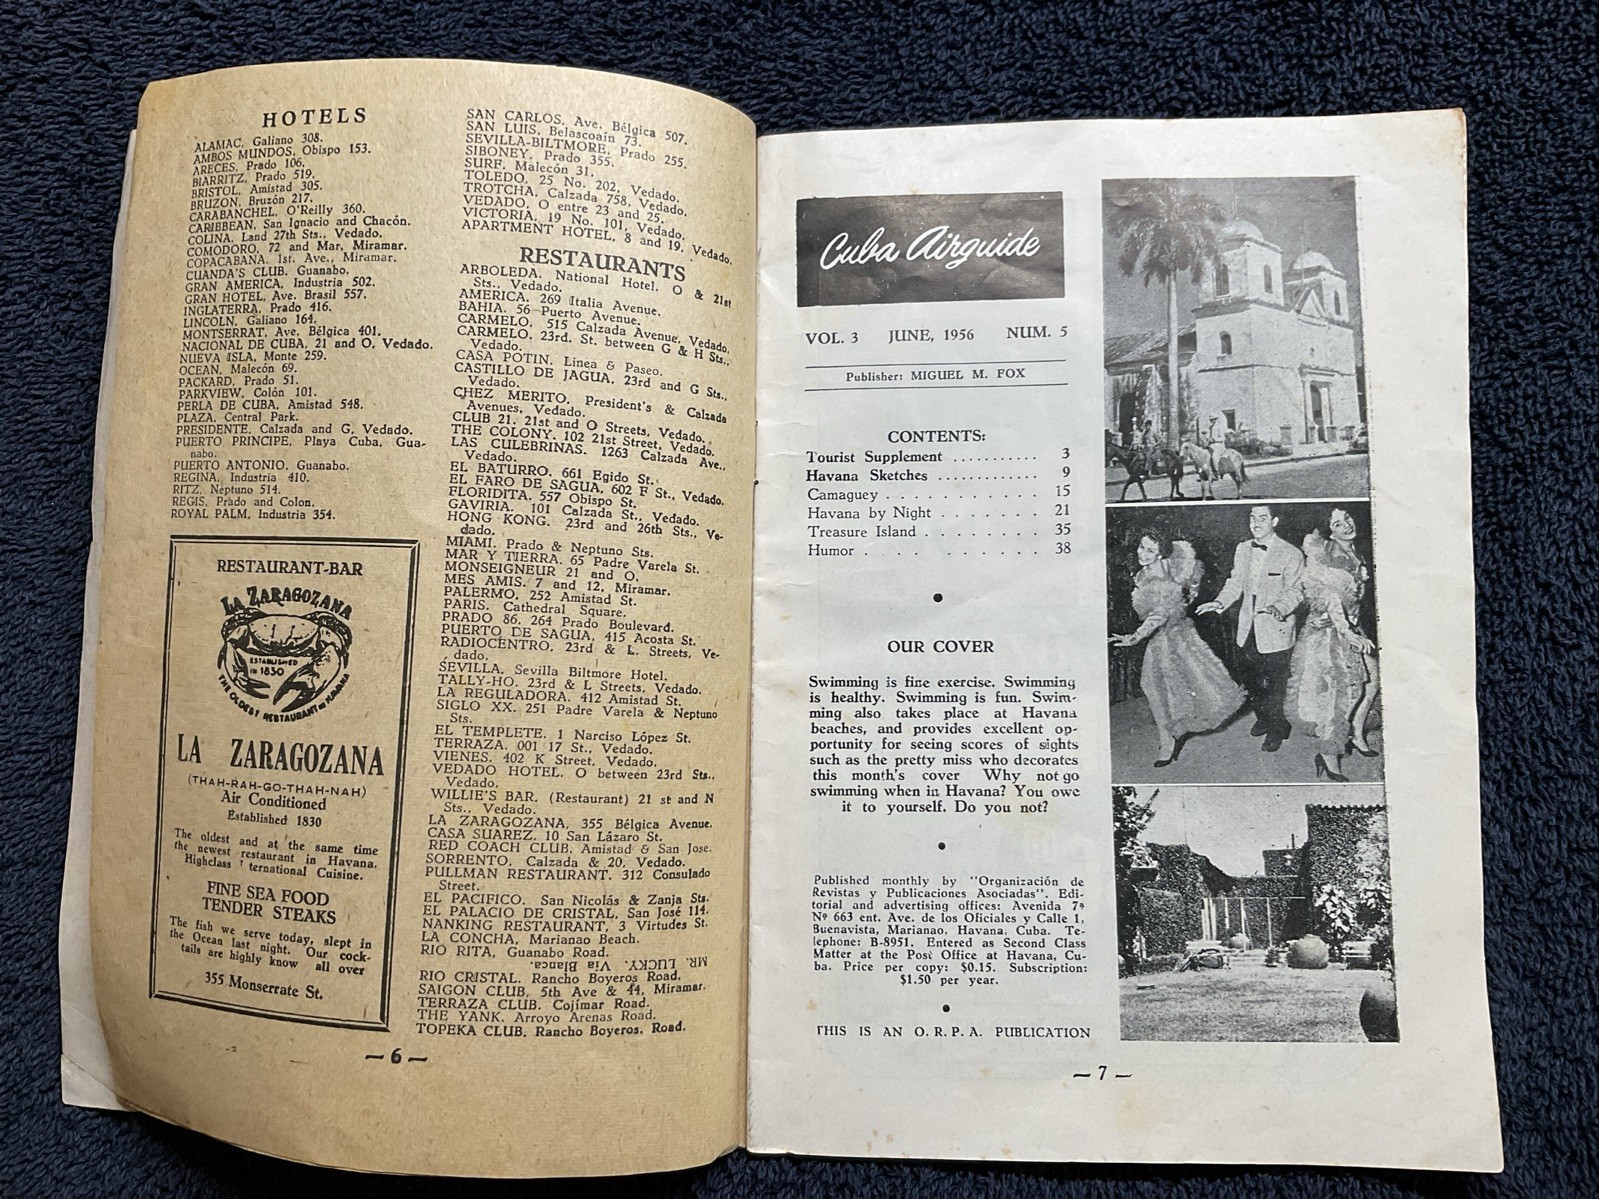 HOTELS
ALAMAC, Galiano 308.
AMBOS MUNDOS, Obispo 153.
ARECES, Prado 106.
BIARRITZ, Prado 519.
BRISTOL, Amistad 305.
BRUZON, Bruzón 217.
CARABANCHEL, O'Reilly 360.
CARIBBEAN, San Ignacio and Chacón.
COLINA, Land 27th Sts., Vedado.
COMODORO, 72 and Mar, Miramar.
COPACABANA, 1st. Ave., Miramar.
CUANDA'S CLUB, Guanabo.
GRAN AMERICA, Industria 502.
GRAN HOTEL, Ave. Brasil 557.
INGLATERRA, Prado 416.
LINCOLN, Galiano 164.
MONTSERRAT, Ave. Bélgica 401.
NACIONAL DE CUBA, 21 and O, Vedado.
NUEVA ISLA, Monte 259.
OCEAN, Malecón 69.
PACKARD, Prado 51.
PARKVIEW, Colón 101.
PERLA DE CUBA, Amistad 548.
PLAZA, Central Park.
PRESIDENTE, Calzada and G, Vedado.
PUERTO PRINCIPE, Playa Cuba, Gua-
nabo.
PUERTO ANTONIO, Guanabo.
REGINA, Industria 410.
RITZ, Neptuno 514.
REGIS, Prado and Colon.
ROYAL PALM, Industria 354.
RESTAURANT-BAR
LA ZARAGOZANA
ESTABLISHED
IN 1830
THE OLDEST RESTAURANT IN HAVANA
LA ZARAGOZANA
(THAH-RAH-GO-THAH-NAH)
Air Conditioned
Established 1830
The oldest and at the same time
the newest restaurant in Havana.
Highclass ternational Cuisine.
FINE SEA FOOD
TENDER STEAKS
The fish we serve today, slept in
the Ocean last night. Our cock-
tails are highly know all over
355 Monserrate St.
SAN CARLOS, Ave. Bélgica 507.
SAN LUIS, Belascoaín 73.
SEVILLA-BILTMORE, Prado 255.
SIBONEY, Prado 355.
SURF, Malecón 31.
TOLEDO, 25 No. 202, Vedado.
TROTCHA, Calzada 758, Vedado.
VEDADO, O entre 23 and 25.
VICTORIA, 19 No. 101, Vedado.
APARTMENT HOTEL, 8 and 19, Vedado.
RESTAURANTS
ARBOLEDA. National Hotel. O & 21st
Sts., Vedado.
AMERICA. 269 Italia Avenue.
BAHIA. 56 Puerto Avenue.
CARMELO. 515 Calzada Avenue, Vedado.
CARMELO. 23rd. St. between G & H Sts.,
Vedado.
CASA POTIN. Linea & Paseo.
CASTILLO DE JAGUA. 23rd and G Sts.,
Vedado.
CHEZ MERITO, President's & Calzada
Avenues, Vedado.
CLUB 21. 21st and O Streets, Vedado.
THE COLONY. 102 21st Street, Vedado.
LAS CULEBRINAS. 1263 Calzada Ave.,
Vedado.
EL BATURRO. 661 Egido St.
EL FARO DE SAGUA. 602 F St., Vedado.
FLORIDITA. 557 Obispo St.
GAVIRIA. 101 Calzada St., Vedado.
HONG KONG. 23rd and 26th Sts., Ve-
dado.
MIAMI. Prado & Neptuno Sts.
MAR Y TIERRA. 65 Padre Varela St.
MONSEIGNEUR 21 and O.
MES AMIS. 7 and 12, Miramar.
PALERMO, 252 Amistad St.
PARIS. Cathedral Square.
PRADO 86. 264 Prado Boulevard.
PUERTO DE SAGUA, 415 Acosta St.
RADIOCENTRO, 23rd & L. Streets, Ve-
dado.
SEVILLA, Sevilla Biltmore Hotel.
TALLY-HO. 23rd & L Streets, Vedado.
LA REGULADORA, 412 Amistad St.
SIGLO XX. 251 Padre Varela & Neptuno
Sts.
EL TEMPLETE. 1 Narciso López St.
TERRAZA. 001 17 St., Vedado.
VIENES. 402 K Street, Vedado.
VEDADO HOTEL. O between 23rd Sts.,
Vedado.
WILLIE'S BAR. (Restaurant) 21 st and N
Sts., Vedado.
LA ZARAGOZANA, 355 Bélgica Avenue.
CASA SUAREZ. 10 San Lázaro St.
RED COACH CLUB, Amistad & San Jose.
SORRENTO. Calzada & 20, Vedado.
PULLMAN RESTAURANT. 312 Consulado
Street.
EL PACIFICO. San Nicolás & Zanja Sts.
EL PALACIO DE CRISTAL, San José 114.
NANKING RESTAURANT, 3 Virtudes St.
LA CONCHA, Marianao Beach.
RIO RITA, Guanabo Road.
MR. LUCKY. Via Blanca.
RIO CRISTAL. Rancho Boyeros Road.
SAIGON CLUB, 5th Ave & 44, Miramar.
TERRAZA CLUB. Cojímar Road.
THE YANK. Arroyo Arenas Road.
TOPEKA CLUB, Rancho Boyeros. Road.
— 6 —
Cuba Airguide
VOL. 3 JUNE, 1956 NUM. 5
Publisher: MIGUEL M. FOX
CONTENTS:
Tourist Supplement ........... 3
Havana Sketches ............ 9
Camaguey . . . . . . . . . . . 15
Havana by Night . . . . . . . 21
Treasure Island . . . . . . . . 35
Humor . . . . . . . . . . 38
OUR COVER
Swimming is fine exercise. Swimming
is healthy. Swimming is fun. Swim-
ming also takes place at Havana
beaches, and provides excellent op-
portunity for seeing scores of sights
such as the pretty miss who decorates
this month's cover Why not go
swimming when in Havana? You owe
it to yourself. Do you not?
Published monthly by "Organización de
Revistas y Publicaciones Asociadas". Edi-
torial and advertising offices: Avenida 7ª
Nº 663 ent. Ave. de los Oficiales y Calle 1,
Buenavista, Marianao, Havana, Cuba. Te-
lephone: B-8951. Entered as Second Class
Matter at the Post Office at Havana, Cu-
ba. Price per copy: $0.15. Subscription:
$1.50 per year.
THIS IS AN O. R. P. A. PUBLICATION
— 7 —